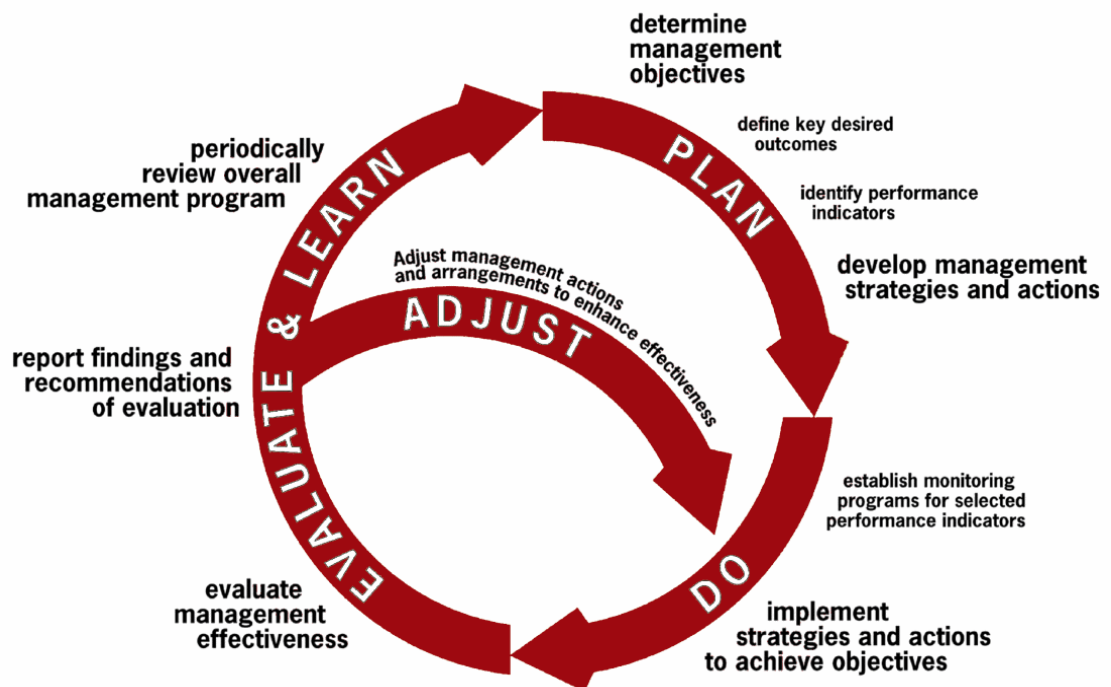 determine
management
objectives
define key desired
outcomes
PLAN
identify performance
indicators
develop management
strategies and actions
establish monitoring
programs for selected
performance indicators
DO
implement
strategies and actions
to achieve objectives
evaluate
management
effectiveness
EVALUATE & LEARN
report findings and
recommendations
of evaluation
periodically
review overall
management program
Adjust management actions
and arrangements to enhance effectiveness
ADJUST